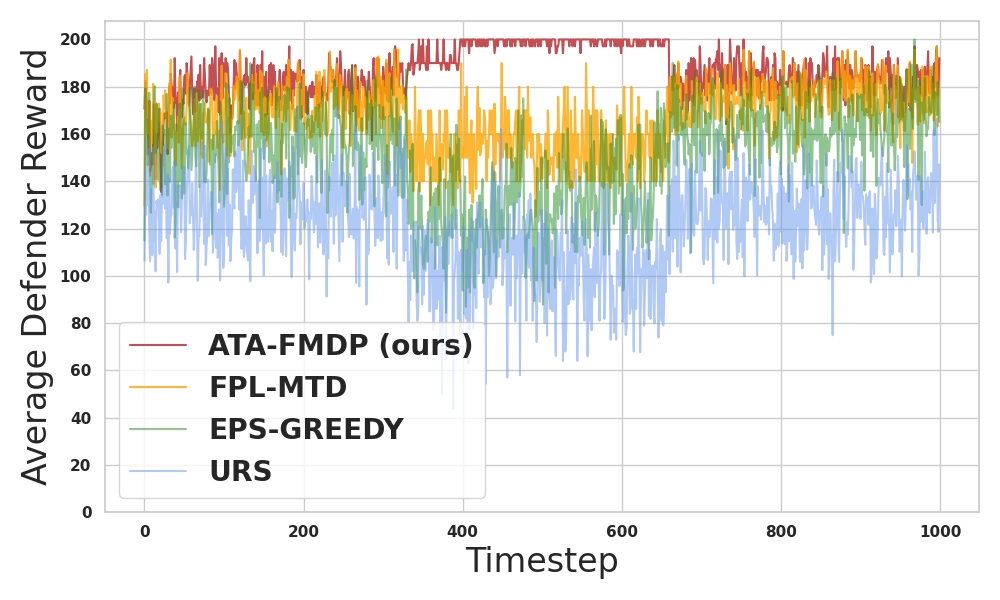 Average Defender Reward
200
180
160
140
120
100
80
60
40
20
0
ATA-FMDP (ours)
FPL-MTD
EPS-GREEDY
URS
0 200 400 600 800 1000
Timestep